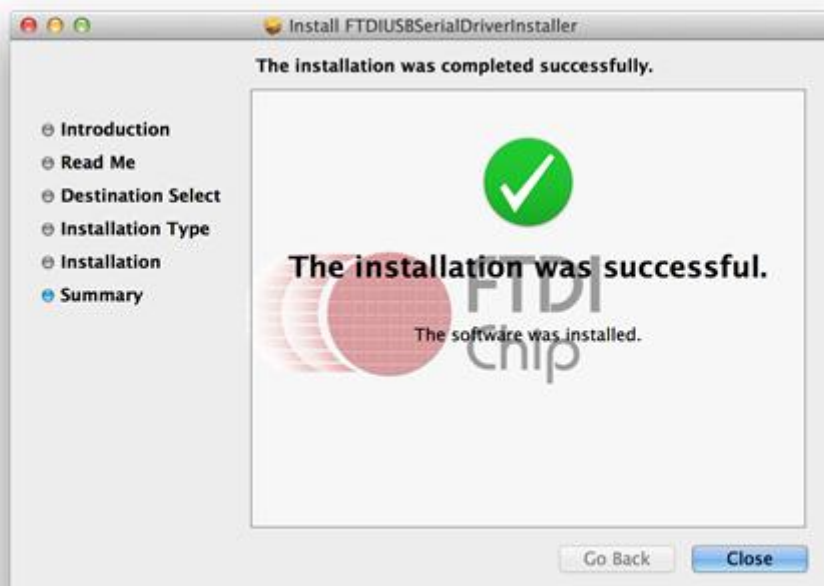 Install FTDIUSBSerialDriverInstaller
The installation was completed successfully.
Introduction
Read Me
Destination Select
Installation Type
Installation
Summary
The installation was successful.
FTDI
Chip
The software was installed.
Go Back
Close